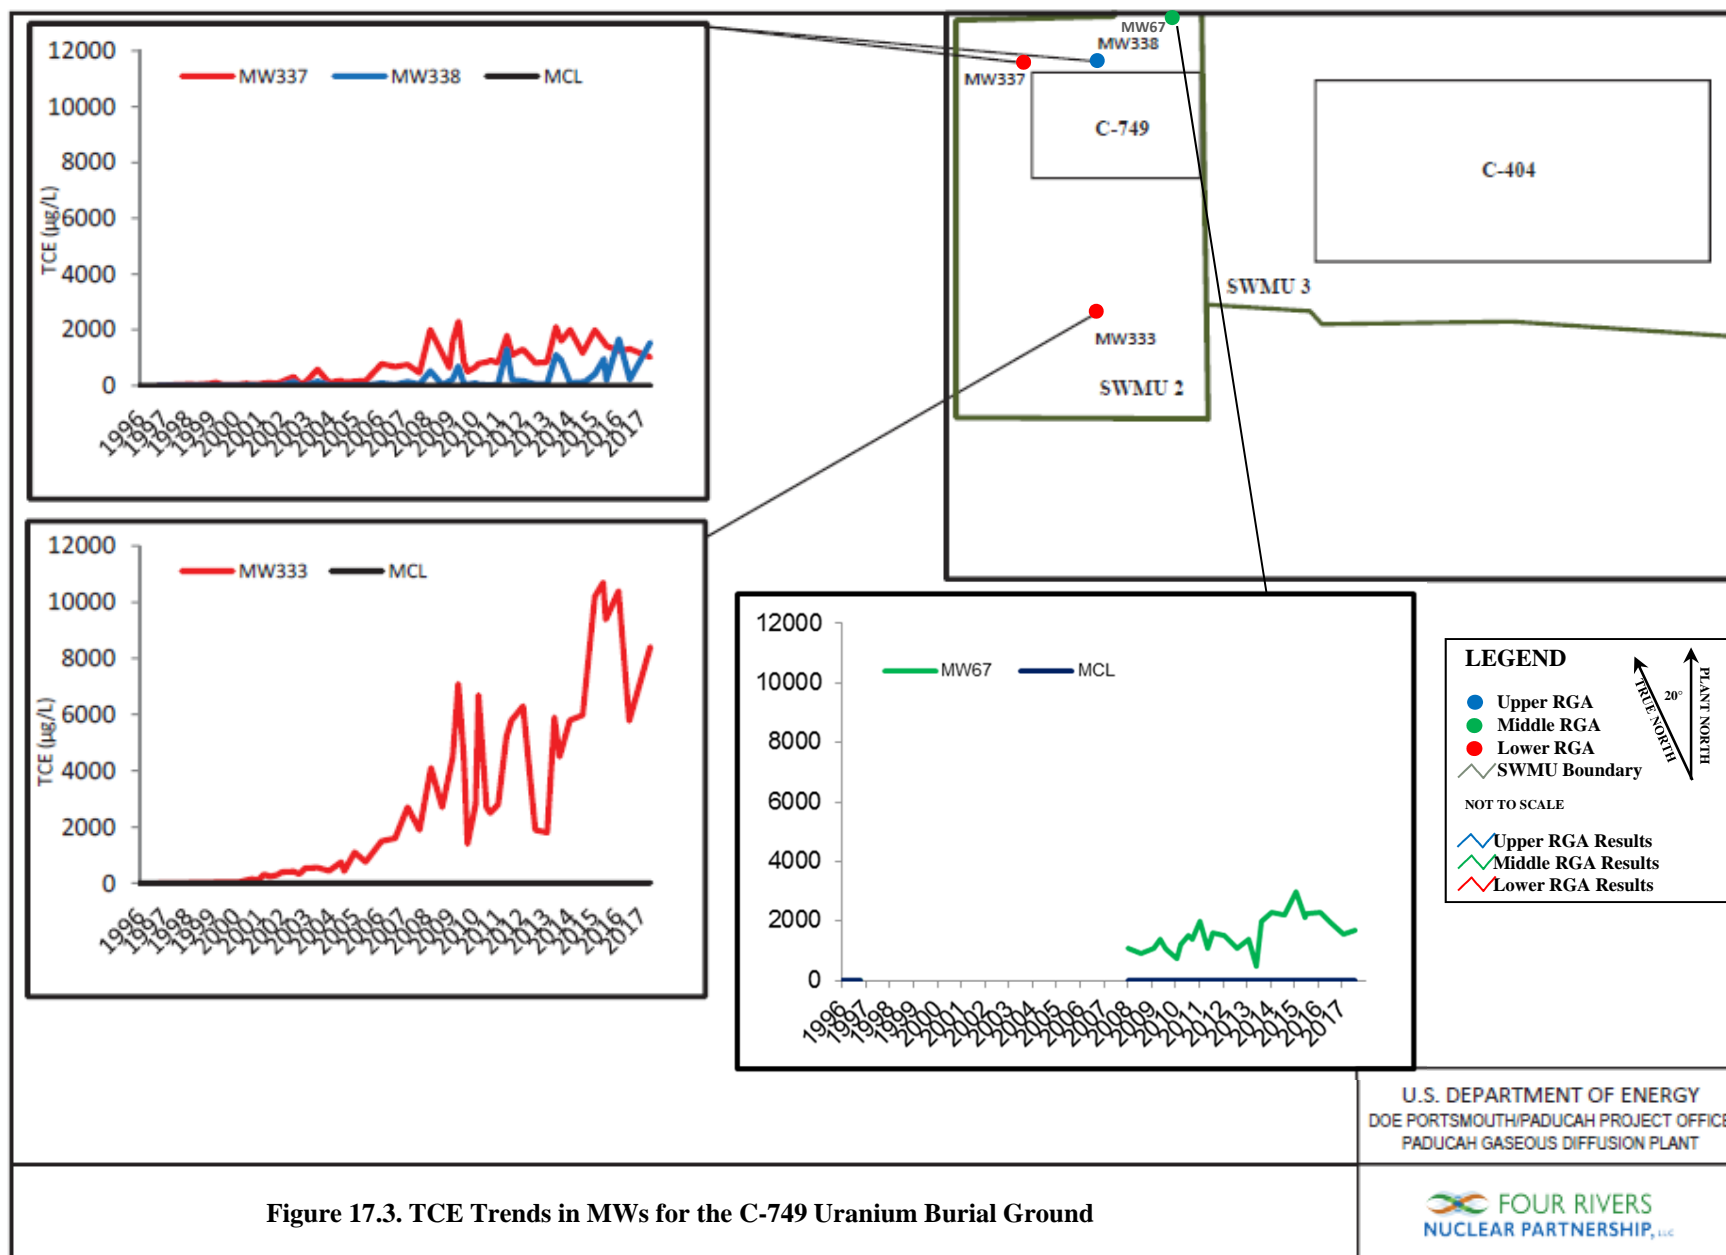 12000
10000
8000
6000
4000
2000
0
TCE (µg/L)
MW337 MW338 MCL
1996 1997 1998 1999 2000 2001 2002 2003 2004 2005 2006 2007 2008 2009 2010 2011 2012 2013 2014 2015 2016 2017
MW67
MW338
MW337
C-749
C-404
SWMU 3
MW333
SWMU 2
12000
10000
8000
6000
4000
2000
0
TCE (µg/L)
MW333 MCL
1996 1997 1998 1999 2000 2001 2002 2003 2004 2005 2006 2007 2008 2009 2010 2011 2012 2013 2014 2015 2016 2017
12000
10000
8000
6000
4000
2000
0
MW67 MCL
1996 1997 1998 1999 2000 2001 2002 2003 2004 2005 2006 2007 2008 2009 2010 2011 2012 2013 2014 2015 2016 2017
LEGEND
Upper RGA
Middle RGA
Lower RGA
SWMU Boundary
NOT TO SCALE
Upper RGA Results
Middle RGA Results
Lower RGA Results
TRUE NORTH
20°
PLANT NORTH
U.S. DEPARTMENT OF ENERGY
DOE PORTSMOUTH/PADUCAH PROJECT OFFICE
PADUCAH GASEOUS DIFFUSION PLANT
Figure 17.3. TCE Trends in MWs for the C-749 Uranium Burial Ground
FOUR RIVERS
NUCLEAR PARTNERSHIP, LLC